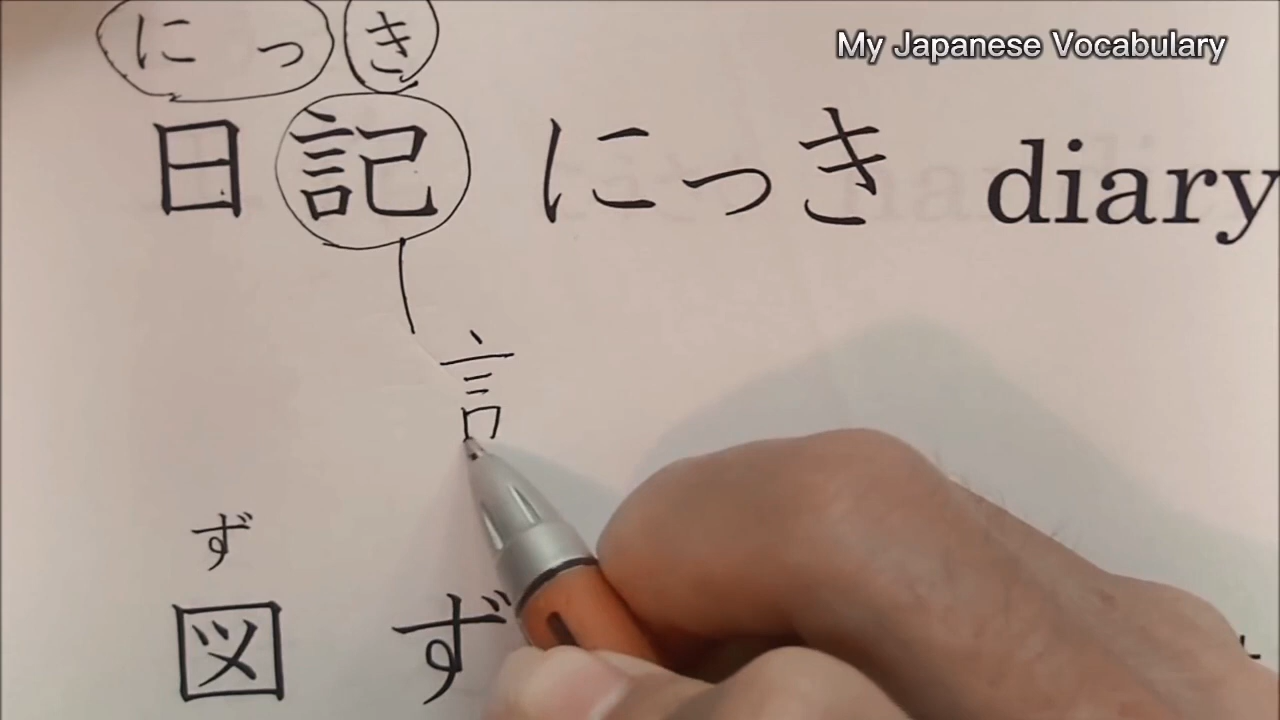 My Japanese Vocabulary
にっ き
日記 にっき diary
言
ず
図 ず